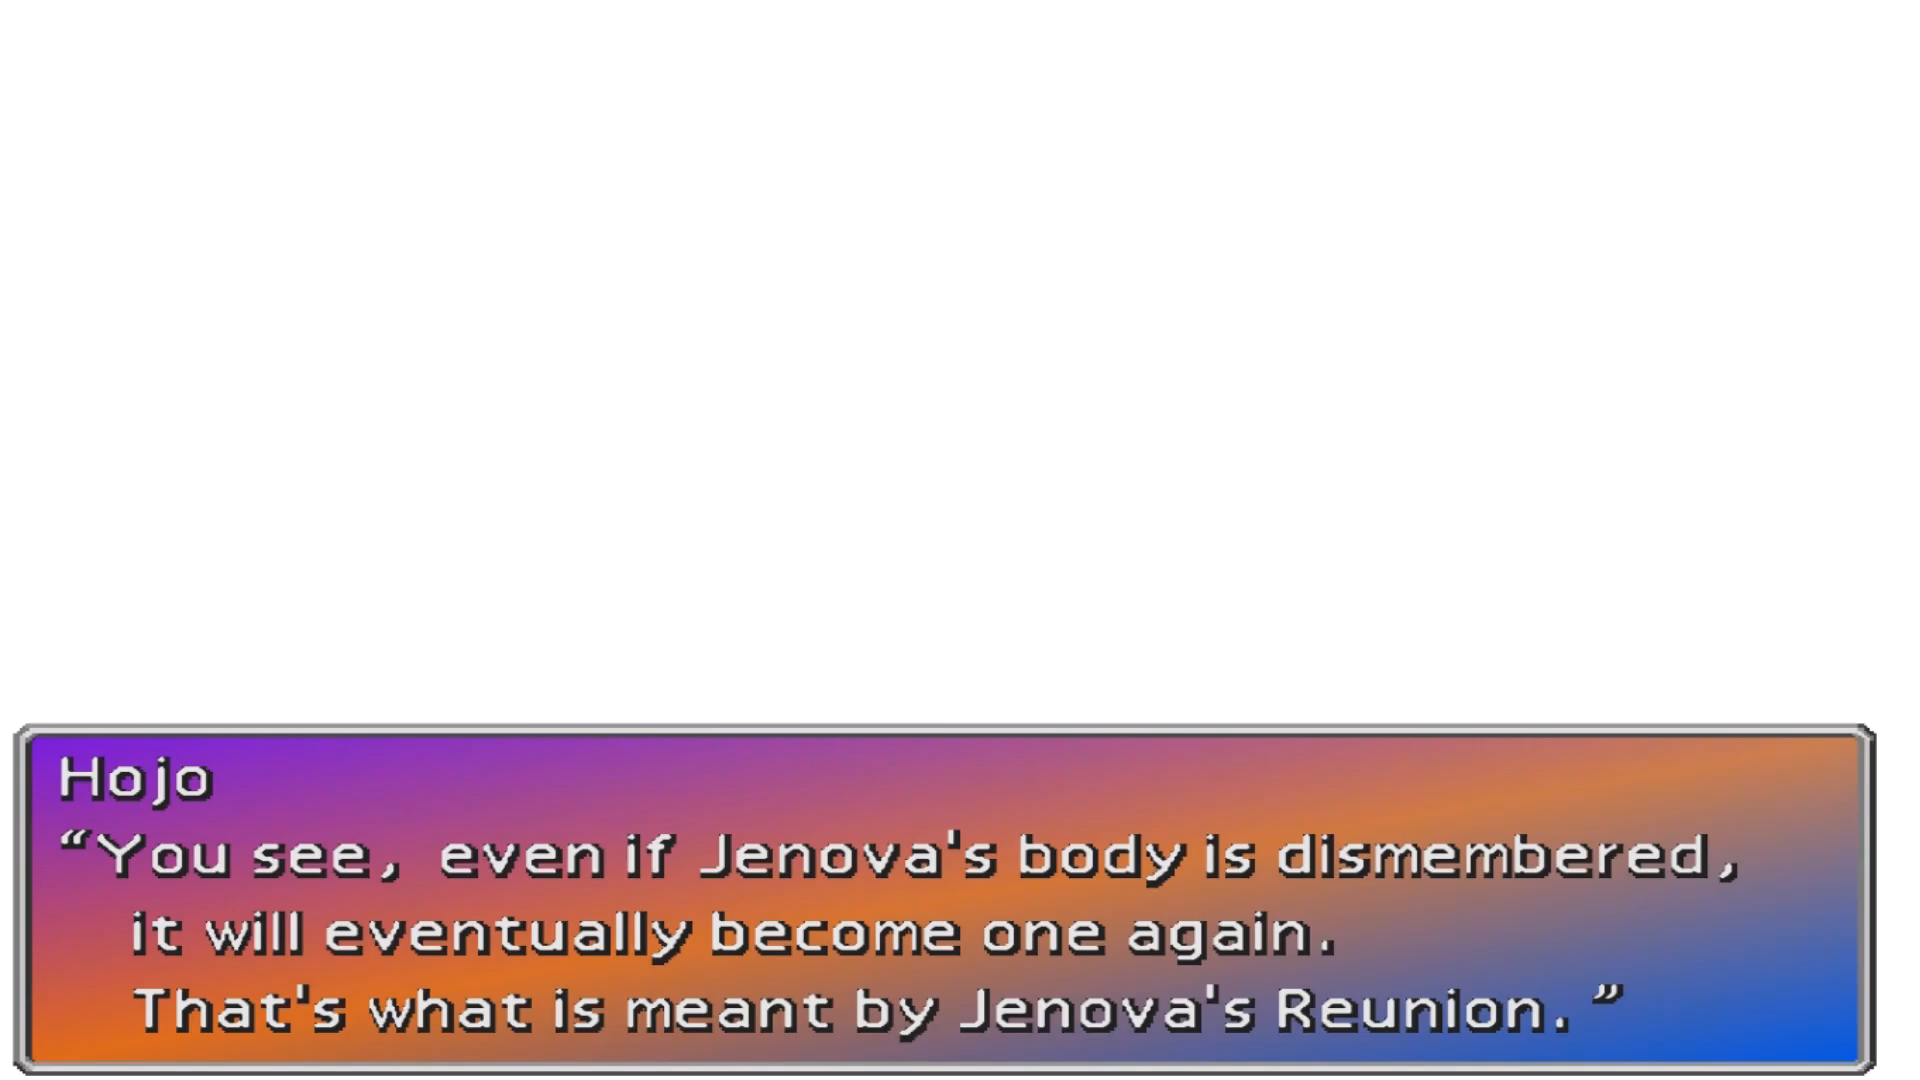 Hojo
“You see, even if Jenova's body is dismembered,
it will eventually become one again.
That's what is meant by Jenova's Reunion.”